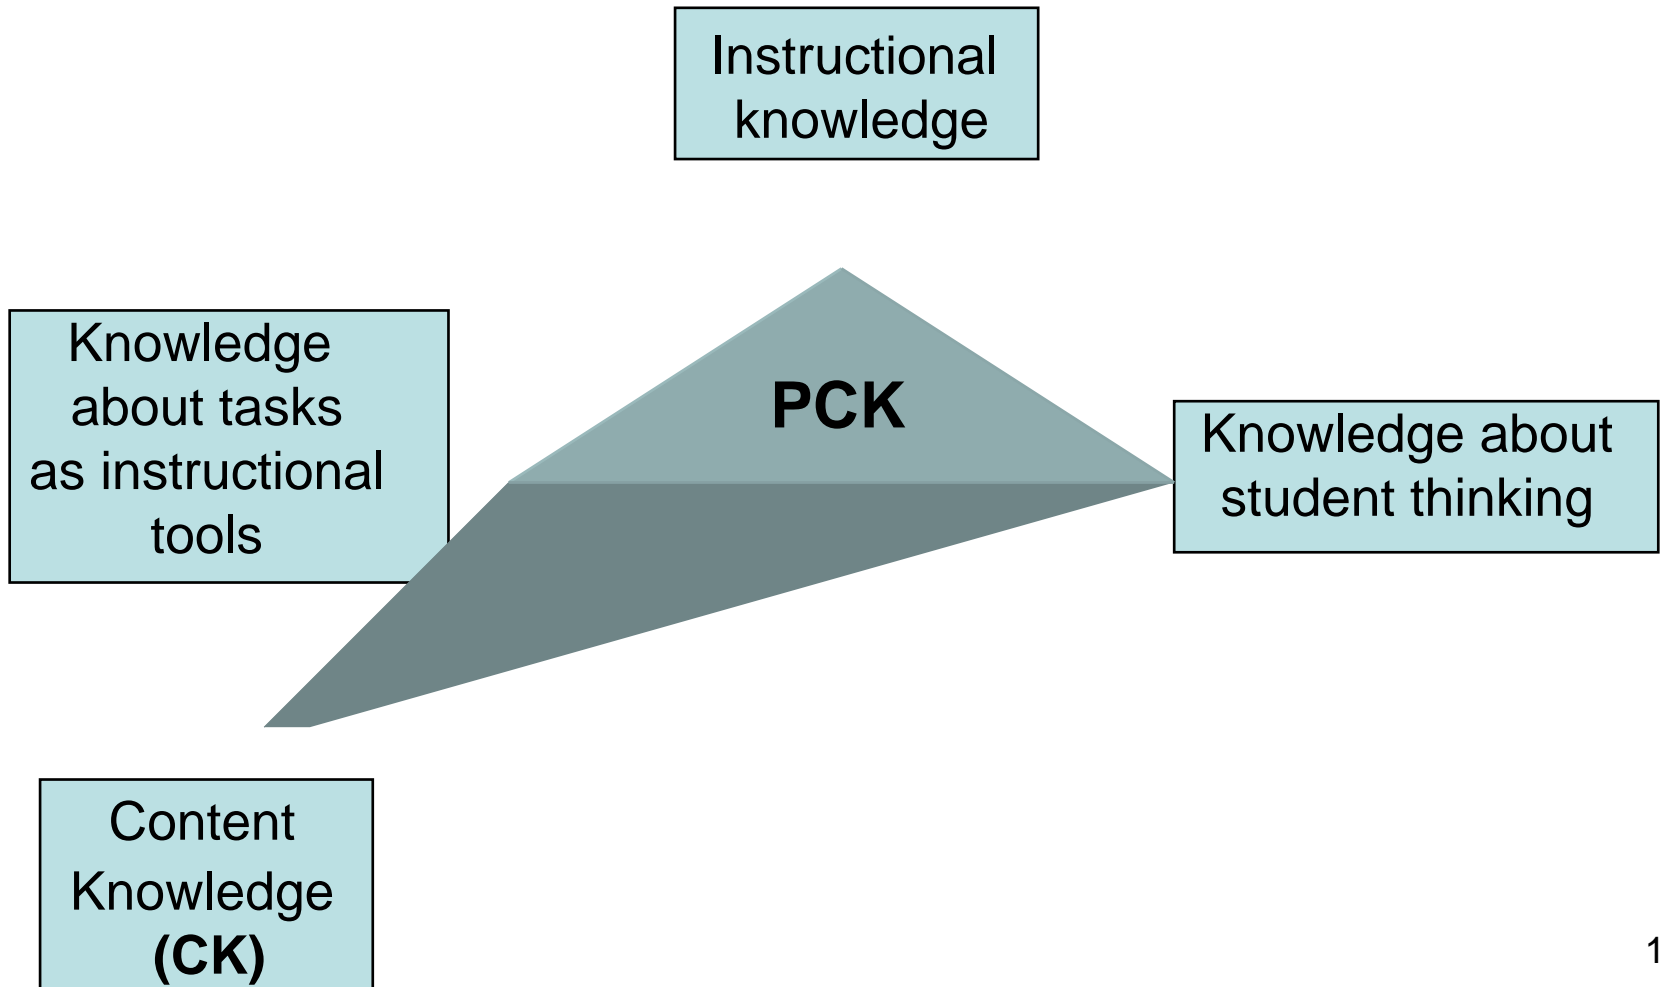 Instructional
knowledge
Knowledge
about tasks
as instructional
tools
PCK
Knowledge about
student thinking
Content
Knowledge
(CK)
1